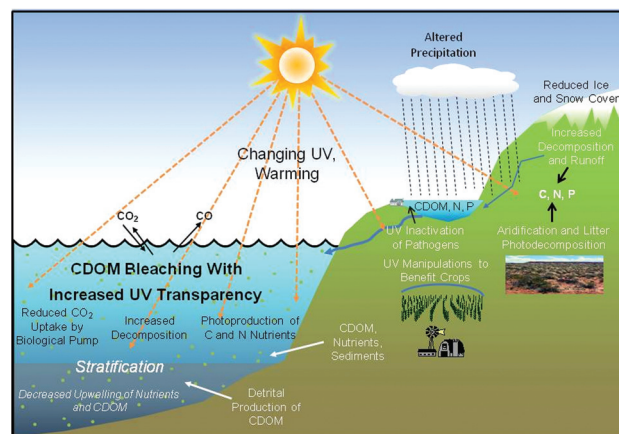 Altered
Precipitation
Reduced Ice
and Snow Cover
Increased
Decomposition
and Runoff
C, N, P
Changing UV,
Warming
CDOM, N, P
CO2
CO
UV Inactivation
of Pathogens
Aridification and Litter
Photodecomposition
UV Manipulations to
Benefit Crops
CDOM Bleaching With
Increased UV Transparency
Reduced CO2
Uptake by
Biological Pump
Increased
Decomposition
Photoproduction of
C and N Nutrients
CDOM,
Nutrients,
Sediments
Stratification
Decreased Upwelling of Nutrients
and CDOM
Detrital
Production of
CDOM